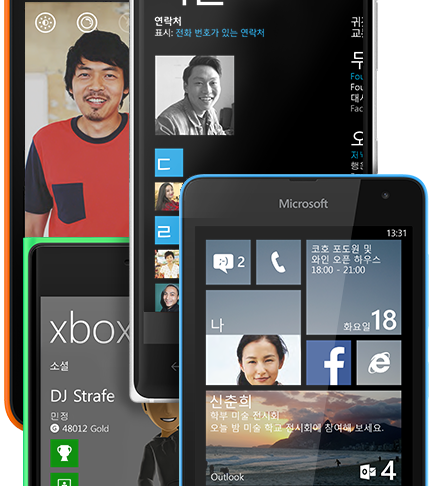 연락처
표시: 전화 번호가 있는 연락처
ㄷ
ㄹ
Microsoft
13:31
2
코호 포도원 및
와인 오픈 하우스
18:00 - 21:00
화요일 18
나
신춘희
학부 미술 전시회
오늘 밤 미술 학교 전시회에 참여해 보세요.
Outlook
4
xbox
소셜
DJ Strafe
민정
G 48012 Gold